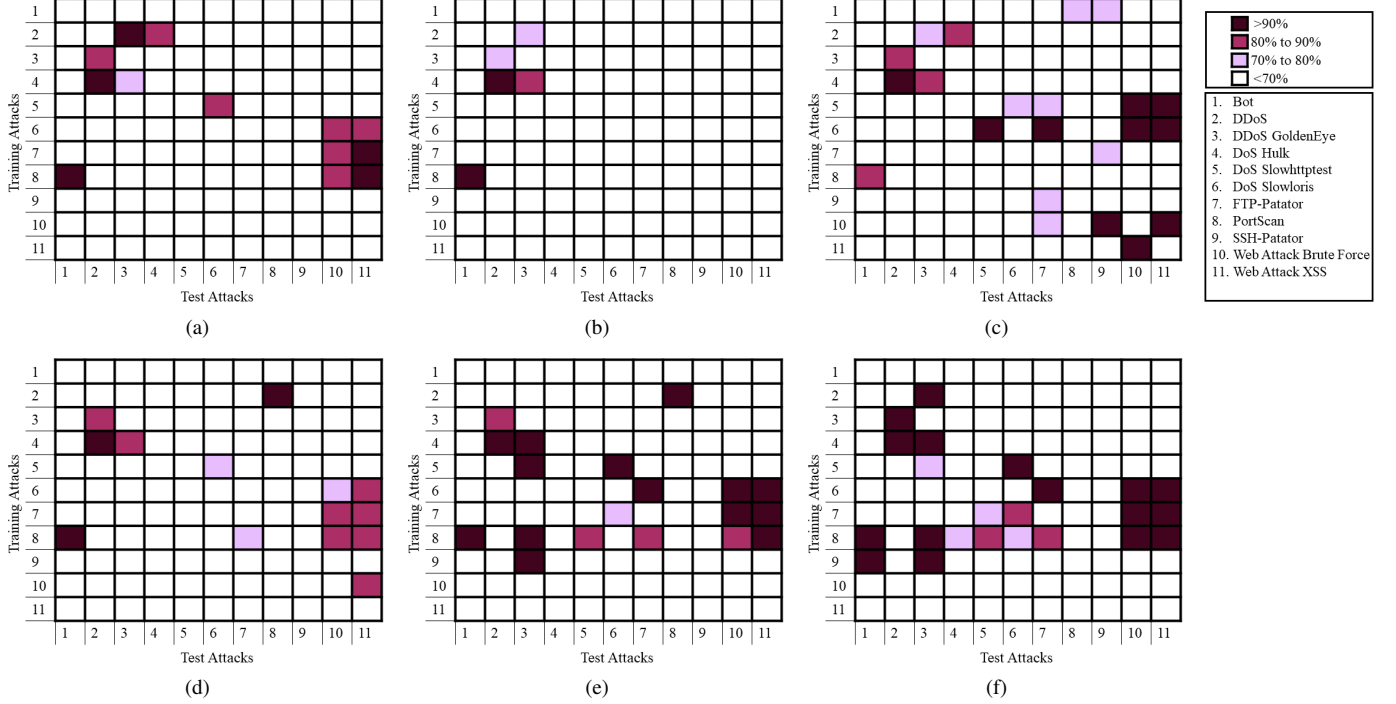 Training Attacks
1
2
3
4
5
6
7
8
9
10
11
1 2 3 4 5 6 7 8 9 10 11
Test Attacks
(a)
Training Attacks
1
2
3
4
5
6
7
8
9
10
11
1 2 3 4 5 6 7 8 9 10 11
Test Attacks
(b)
Training Attacks
1
2
3
4
5
6
7
8
9
10
11
1 2 3 4 5 6 7 8 9 10 11
Test Attacks
(c)
>90%
80% to 90%
70% to 80%
<70%
1. Bot
2. DDoS
3. DDoS GoldenEye
4. DoS Hulk
5. DoS Slowhttptest
6. DoS Slowloris
7. FTP-Patator
8. PortScan
9. SSH-Patator
10. Web Attack Brute Force
11. Web Attack XSS
Training Attacks
1
2
3
4
5
6
7
8
9
10
11
1 2 3 4 5 6 7 8 9 10 11
Test Attacks
(d)
Training Attacks
1
2
3
4
5
6
7
8
9
10
11
1 2 3 4 5 6 7 8 9 10 11
Test Attacks
(e)
Training Attacks
1
2
3
4
5
6
7
8
9
10
11
1 2 3 4 5 6 7 8 9 10 11
Test Attacks
(f)